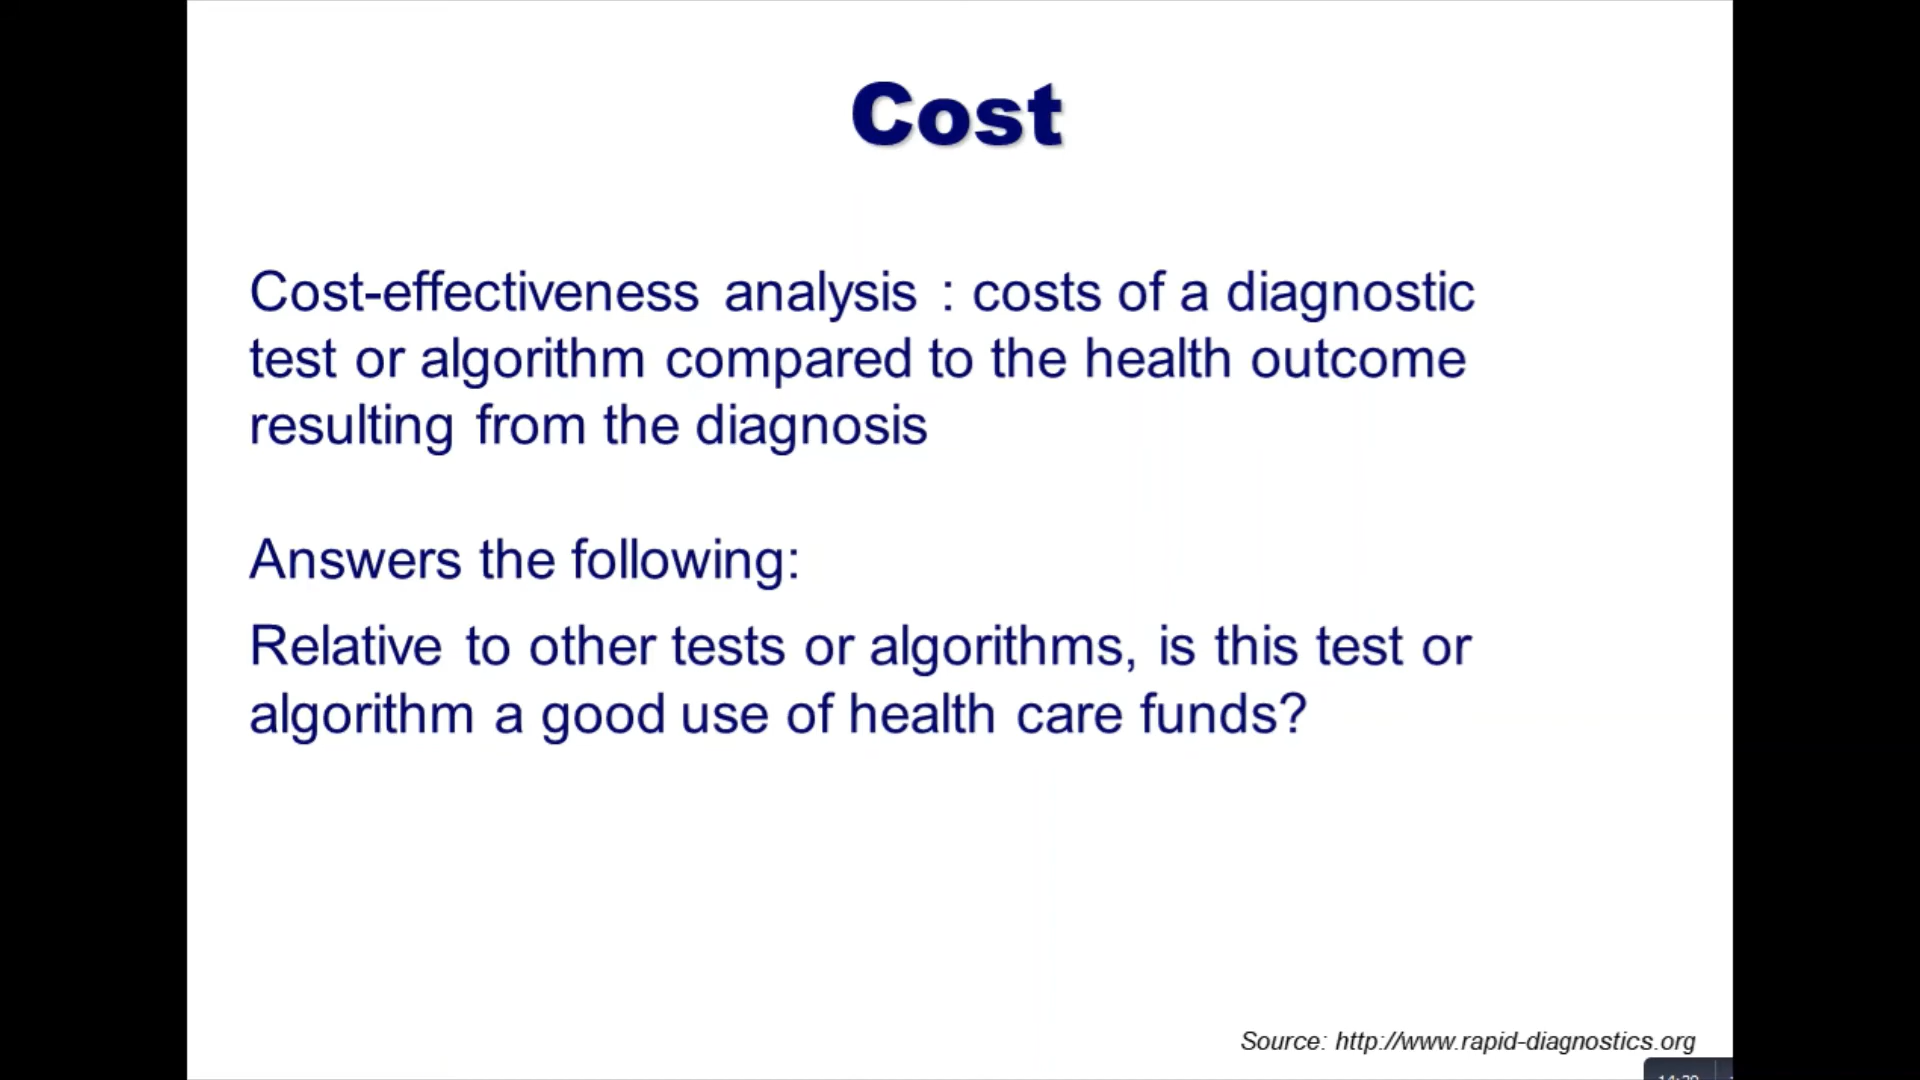 Cost
Cost-effectiveness analysis : costs of a diagnostic
test or algorithm compared to the health outcome
resulting from the diagnosis
Answers the following:
Relative to other tests or algorithms, is this test or
algorithm a good use of health care funds?
Source: http://www.rapid-diagnostics.org